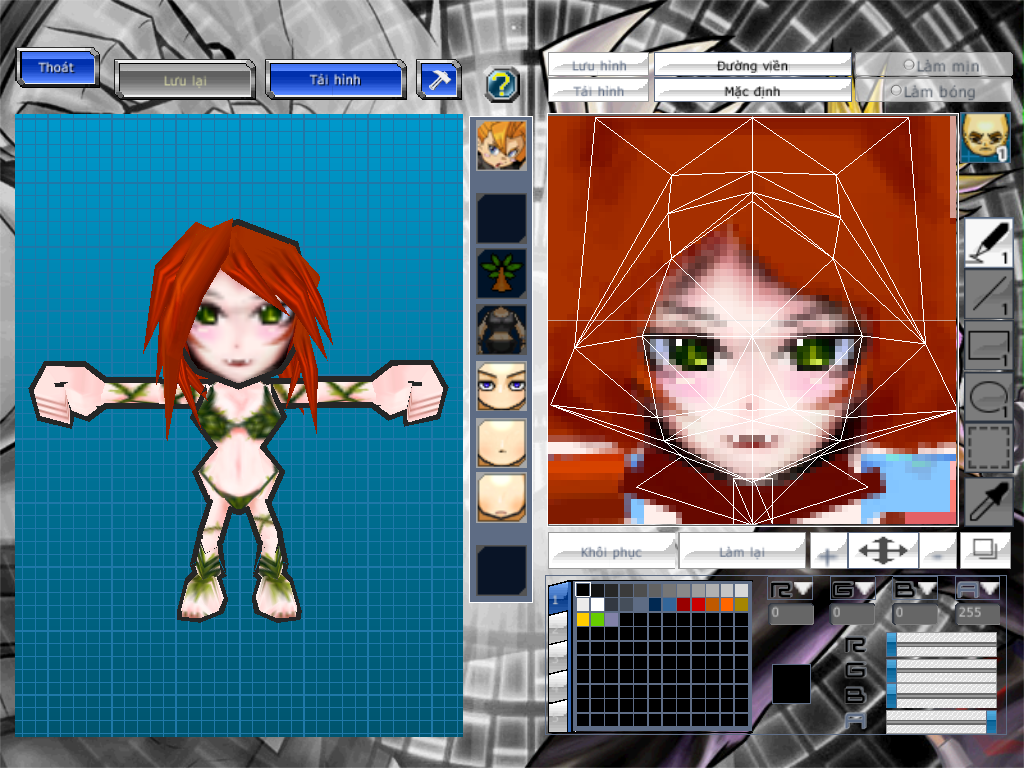 Thoát
Lưu lại
Tải hình
?
Lưu hình
Đường viền
Làm mịn
Tải hình
Mặc định
Làm bóng
1
1
1
1
1
Khôi phục
Làm lại
+
-
1
R G B A
0 0 0 255
R
G
B
A